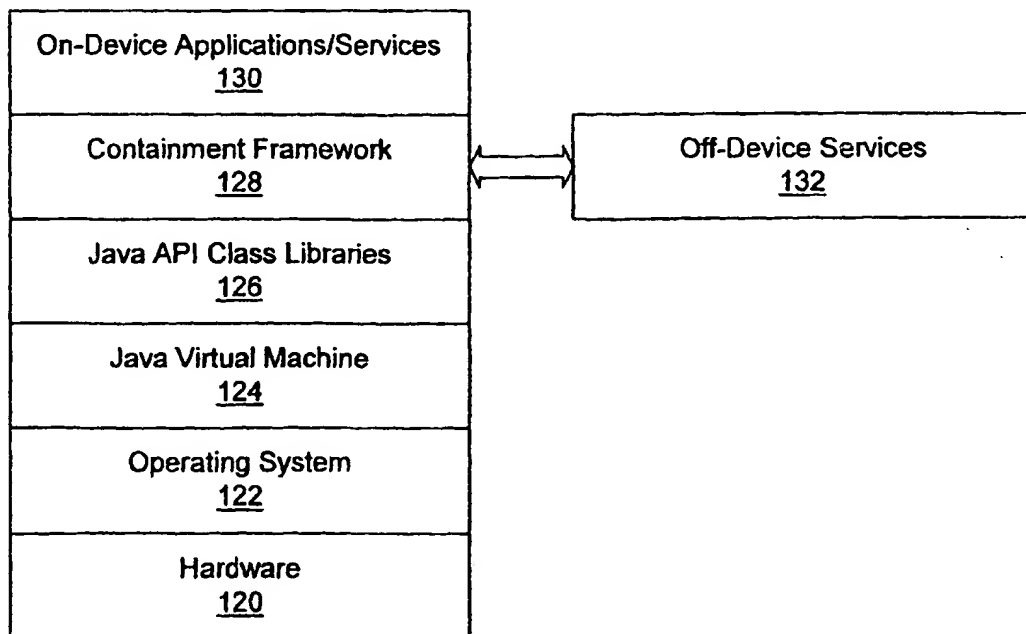 On-Device Applications/Services
130
Containment Framework
128
Off-Device Services
132
Java API Class Libraries
126
Java Virtual Machine
124
Operating System
122
Hardware
120